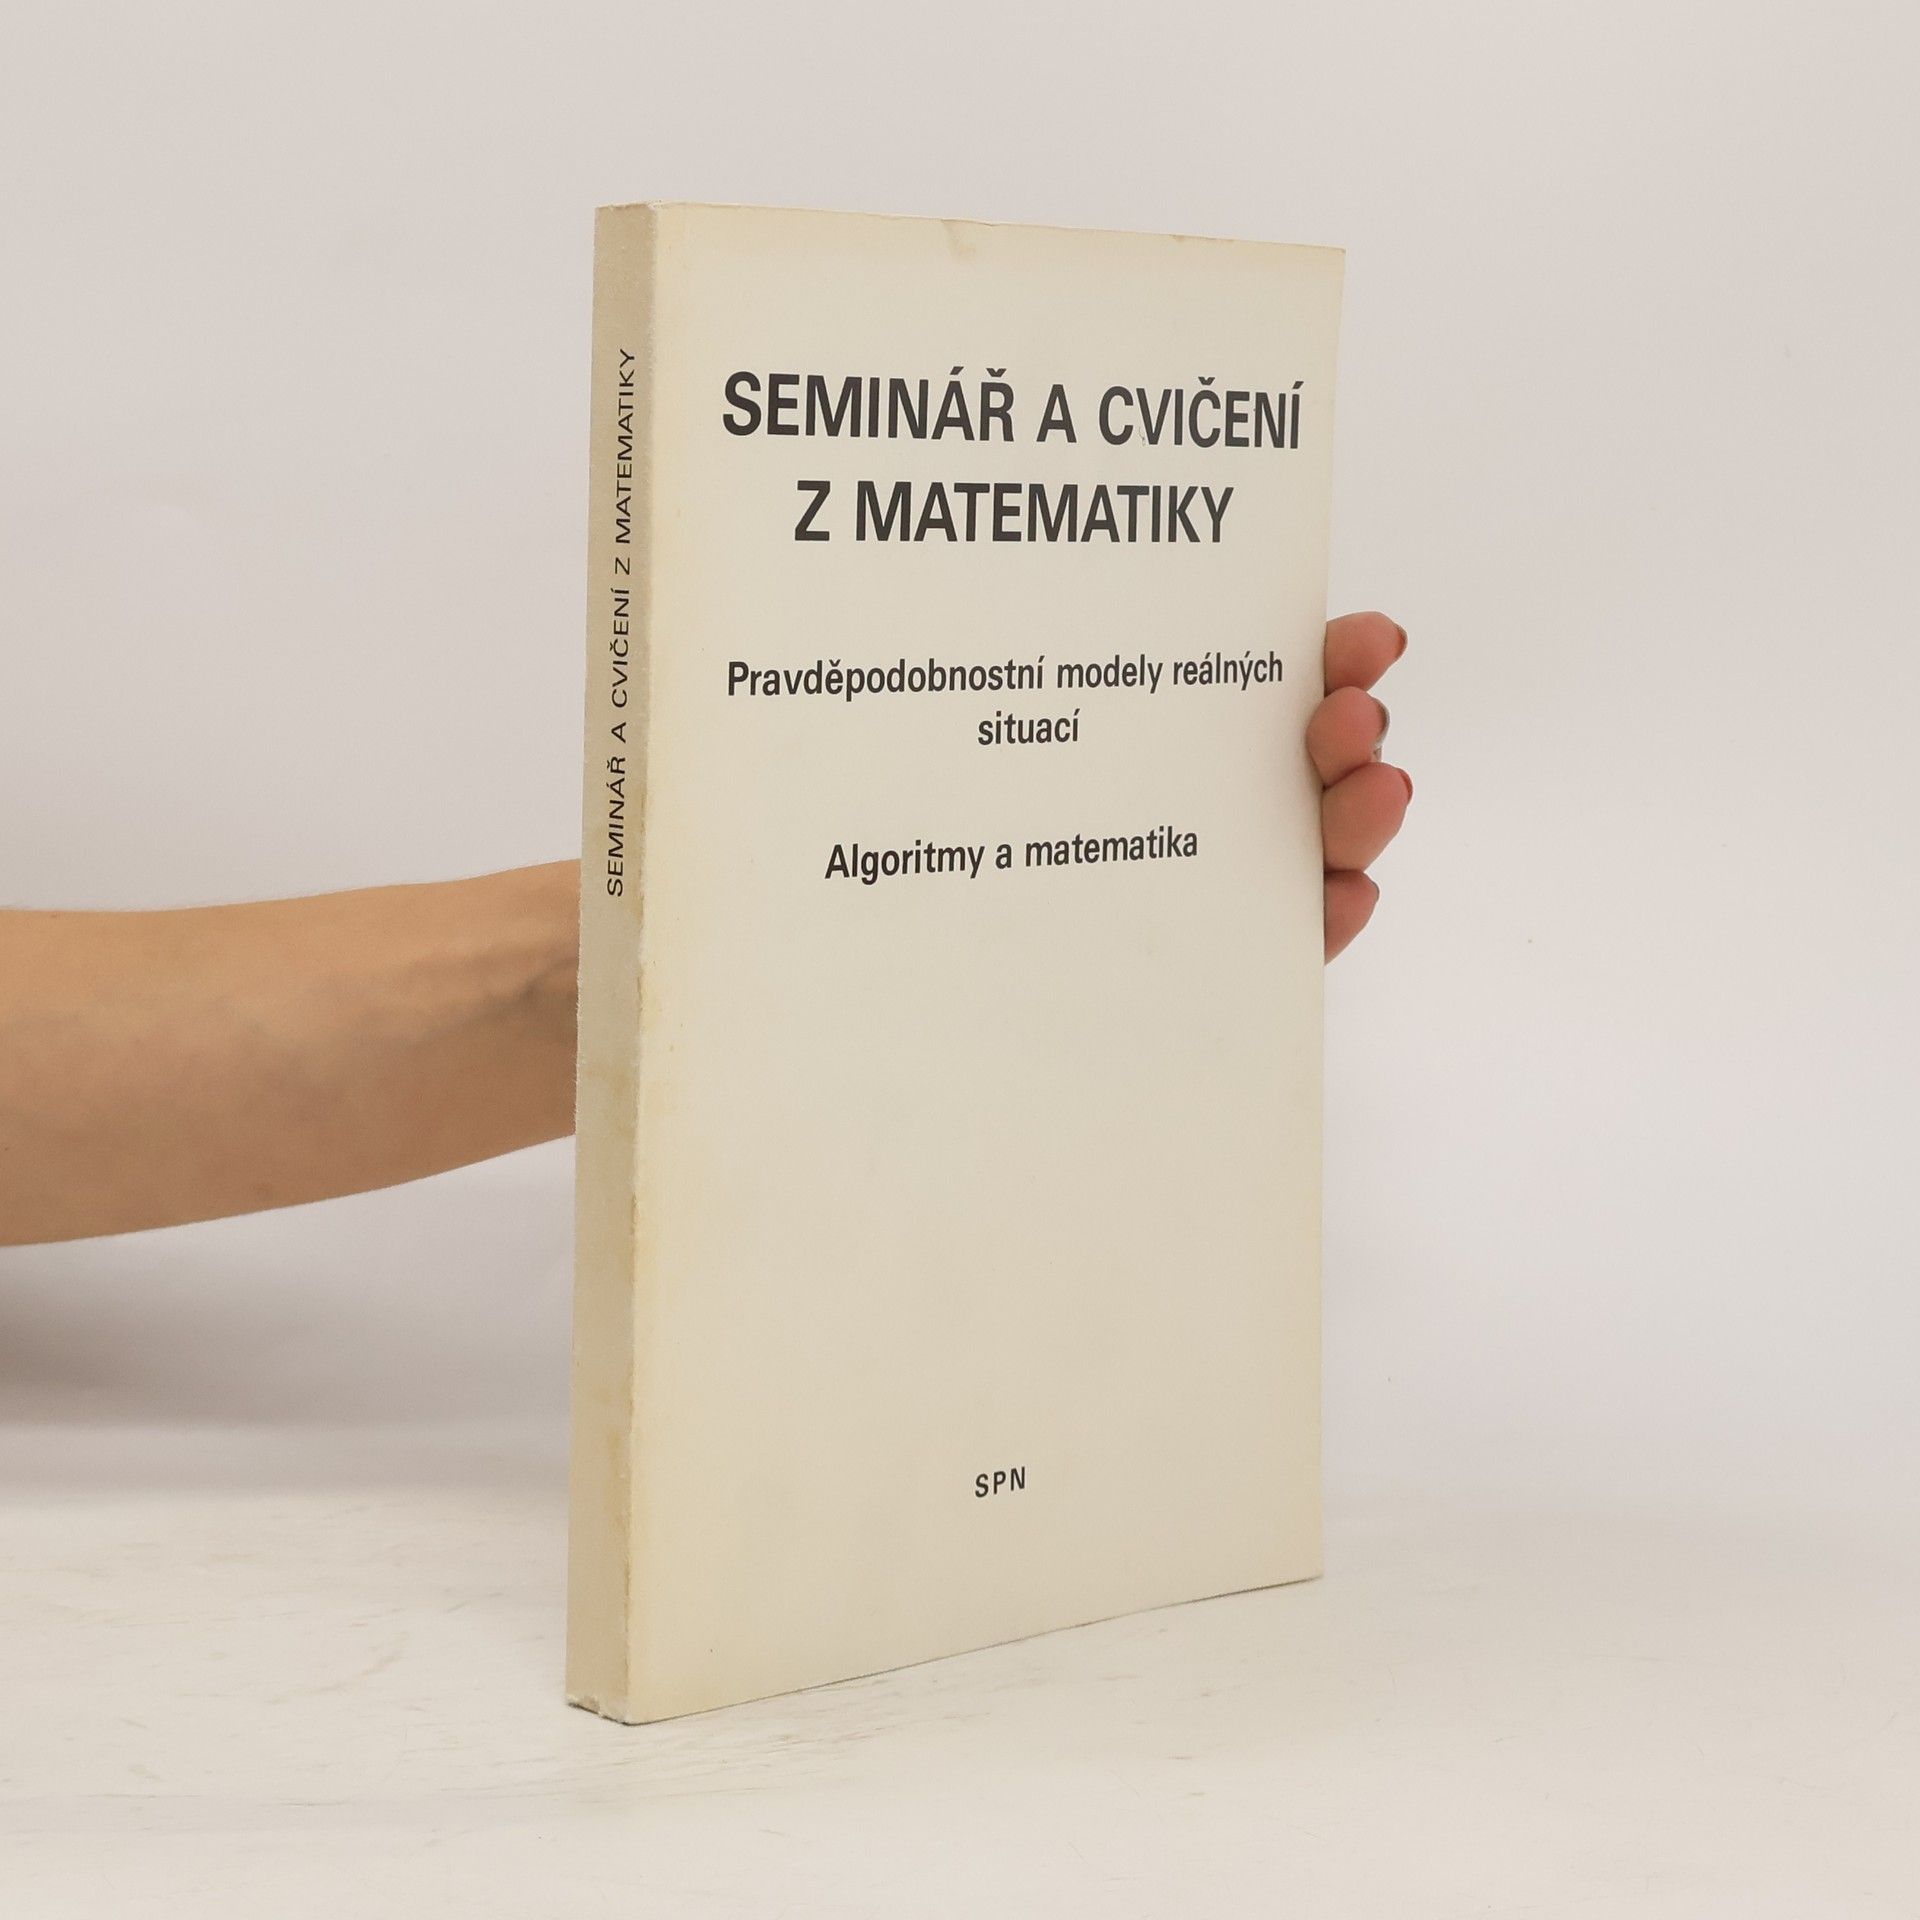 SEMINÁŘ A CVIČENÍ Z MATEMATIKY
SEMINÁŘ A CVIČENÍ
Z MATEMATIKY
Pravděpodobnostní modely reálných
situací
Algoritmy a matematika
SPN